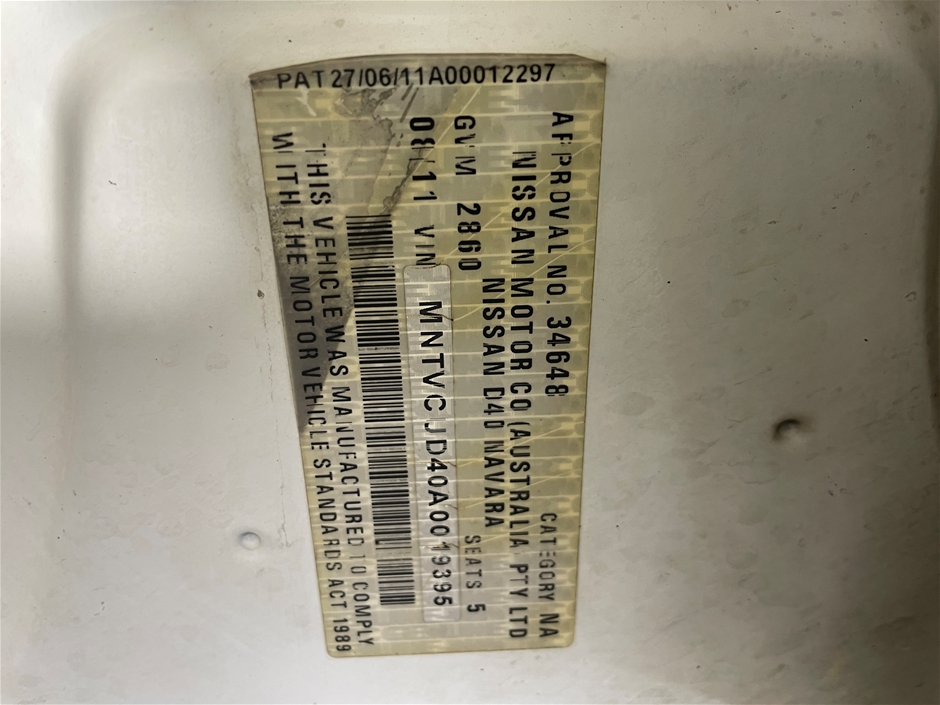 PAT27/06/11A00012297
APPROVAL NO. 34648 CATEGORY NA
NISSAN MOTOR CO (AUSTRALIA PTY LTD
NISSAN D40 NAVARA
GVM 2860 SEATS 5
08/11 VIN MNTVCUD40A0019395
THIS VEHICLE WAS MANUFACTURED TO COMPLY
WITH THE MOTOR VEHICLE STANDARDS ACT 1989